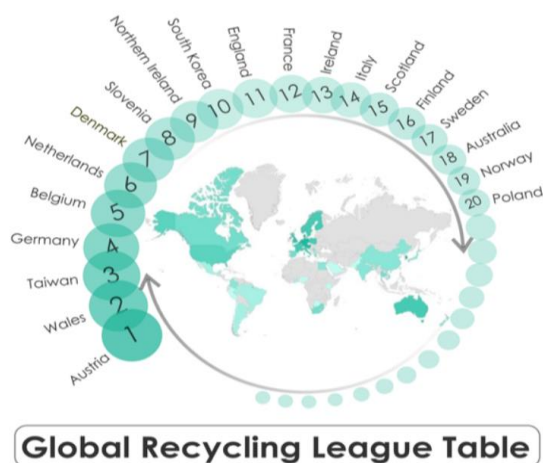 1 Austria
2 Wales
3 Taiwan
4 Germany
5 Belgium
6 Netherlands
7 Denmark
8 Slovenia
9 Northern Ireland
10 South Korea
11 England
12 France
13 Ireland
14 Italy
15 Scotland
16 Finland
17 Sweden
18 Australia
19 Norway
20 Poland
Global Recycling League Table